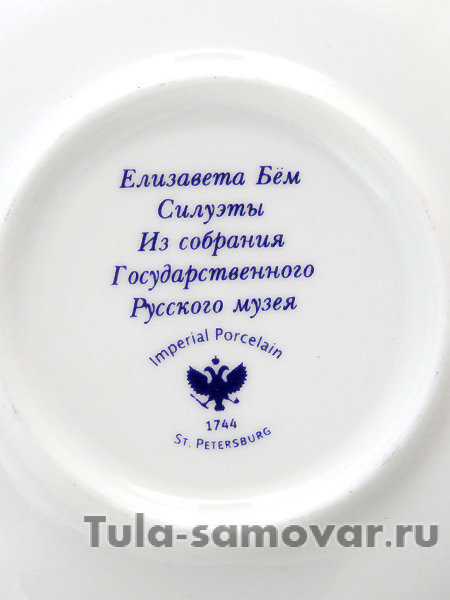 Елизавета Бём
Силуэты
Из собрания
Государственного
Русского музея
Imperial Porcelain
1744
ST. PETERSBURG
Tula-samovar.ru